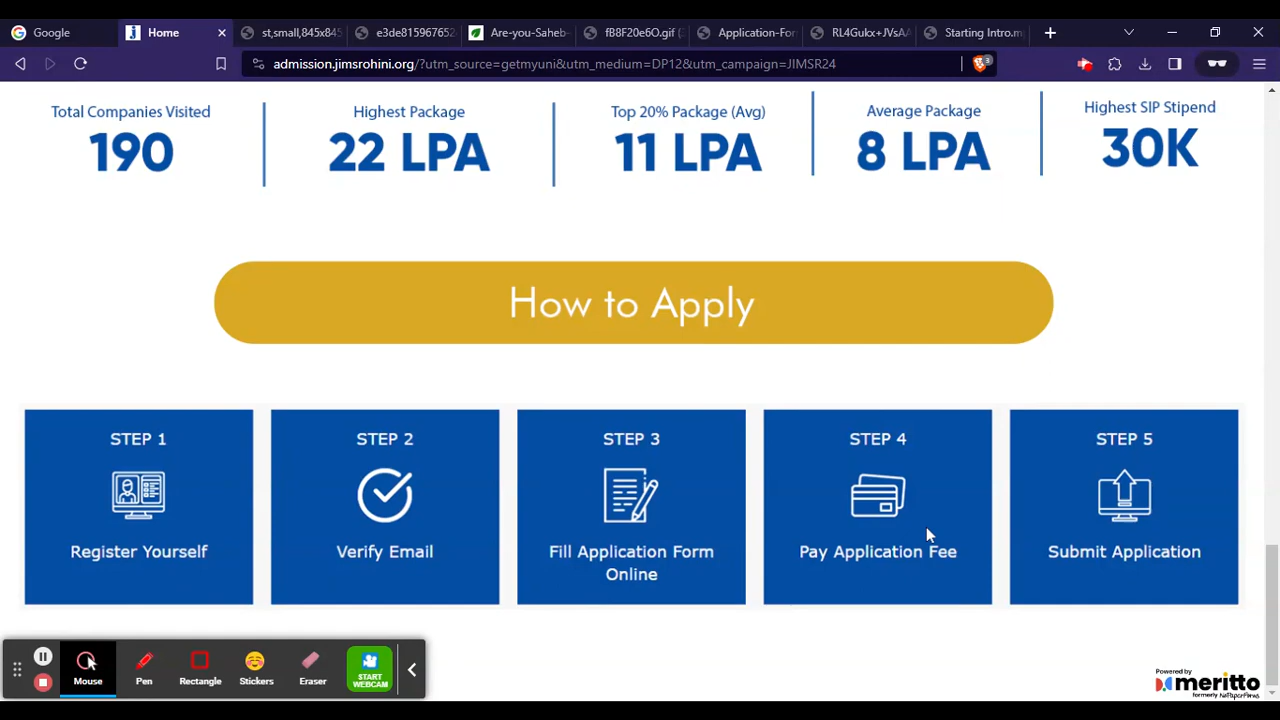 Google
Home
st,small,845x845
e3de815967652
Are-you-Saheb-
fB8F20e6O.gif (
Application-For
RL4Gukx+JVsAA
Starting Intro.m
admission.jimsrohini.org/?utm_source=getmyuni&utm_medium=DP12&utm_campaign=JIMSR24
3
Total Companies Visited
190
Highest Package
22 LPA
Top 20% Package (Avg)
11 LPA
Average Package
8 LPA
Highest SIP Stipend
30K
How to Apply
STEP 1
Register Yourself
STEP 2
Verify Email
STEP 3
Fill Application Form
Online
STEP 4
Pay Application Fee
STEP 5
Submit Application
Mouse
Pen
Rectangle
Stickers
Eraser
START
WEBCAM
Powered by
meritto
formerly NoPaperForms